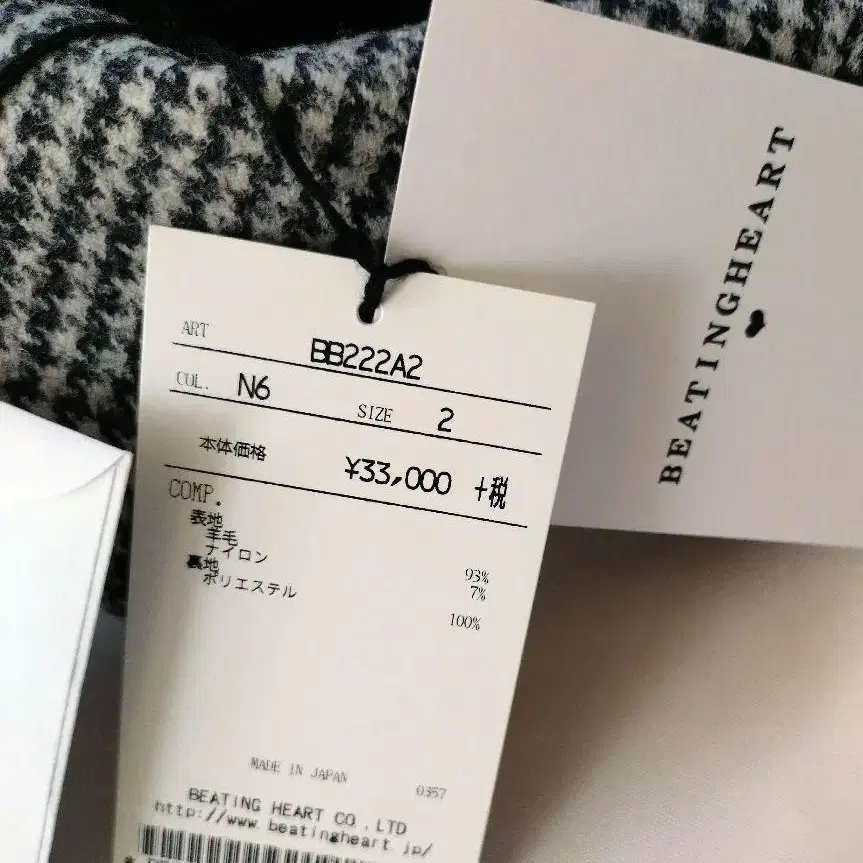 BEATINGHEART
ART BB222A2
COL. N6 SIZE 2
本体価格 ¥33,000 +税
COMP.
表地
羊毛 93%
ナイロン 7%
裏地
ポリエステル 100%
MADE IN JAPAN 0357
BEATING HEART CO.,LTD
http://www.beatingheart.jp/